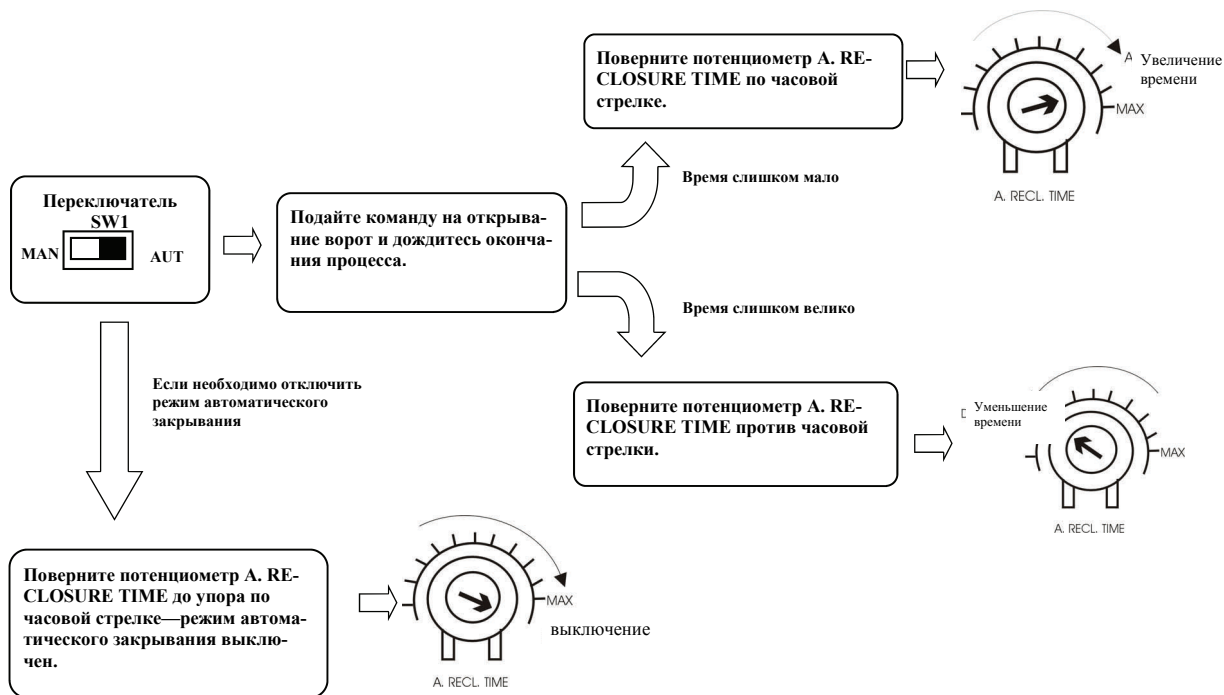 Поверните потенциометр A. RE-
CLOSURE TIME по часовой
стрелке.
Увеличение
времени
MAX
A. RECL. TIME
Время слишком мало
Переключатель
SW1
MAN
AUT
Подайте команду на открыва-
ние ворот и дождитесь оконча-
ния процесса.
Время слишком велико
Если необходимо отключить
режим автоматического
закрывания
Поверните потенциометр A. RE-
CLOSURE TIME против часовой
стрелки.
Уменьшение
времени
MAX
A. RECL. TIME
Поверните потенциометр A. RE-
CLOSURE TIME до упора по
часовой стрелке—режим автома-
тического закрывания выклю-
чен.
MAX
выключение
A. RECL. TIME